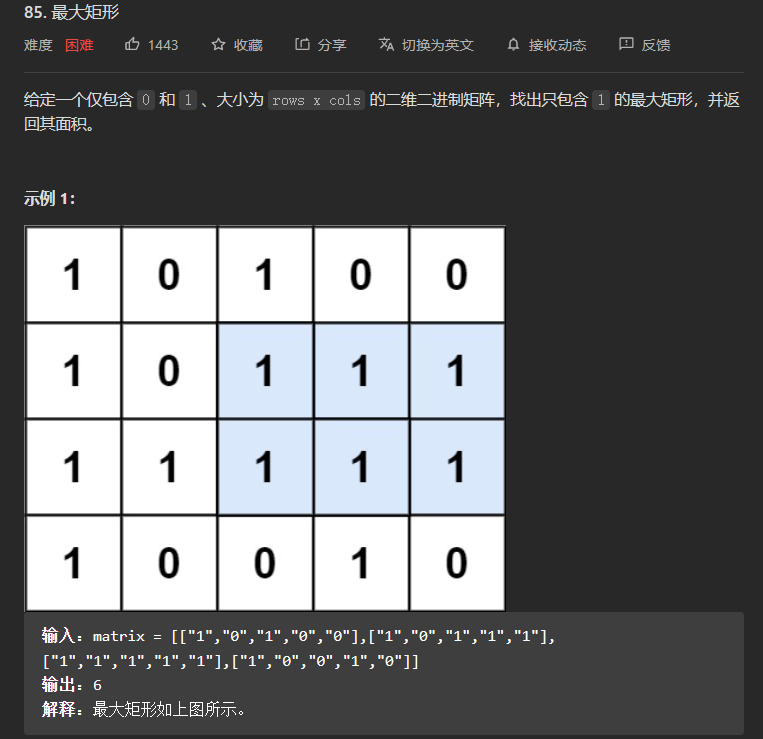 85. 最大矩形
难度 困难 1443 收藏 分享 切换为英文 接收动态 反馈
给定一个仅包含 0 和 1 、大小为 rows x cols 的二维二进制矩阵，找出只包含 1 的最大矩形，并返
回其面积。
示例 1：
1 0 1 0 0
1 0 1 1 1
1 1 1 1 1
1 0 0 1 0
输入：matrix = [["1","0","1","0","0"],["1","0","1","1","1"],
["1","1","1","1","1"],["1","0","0","1","0"]]
输出：6
解释：最大矩形如上图所示。